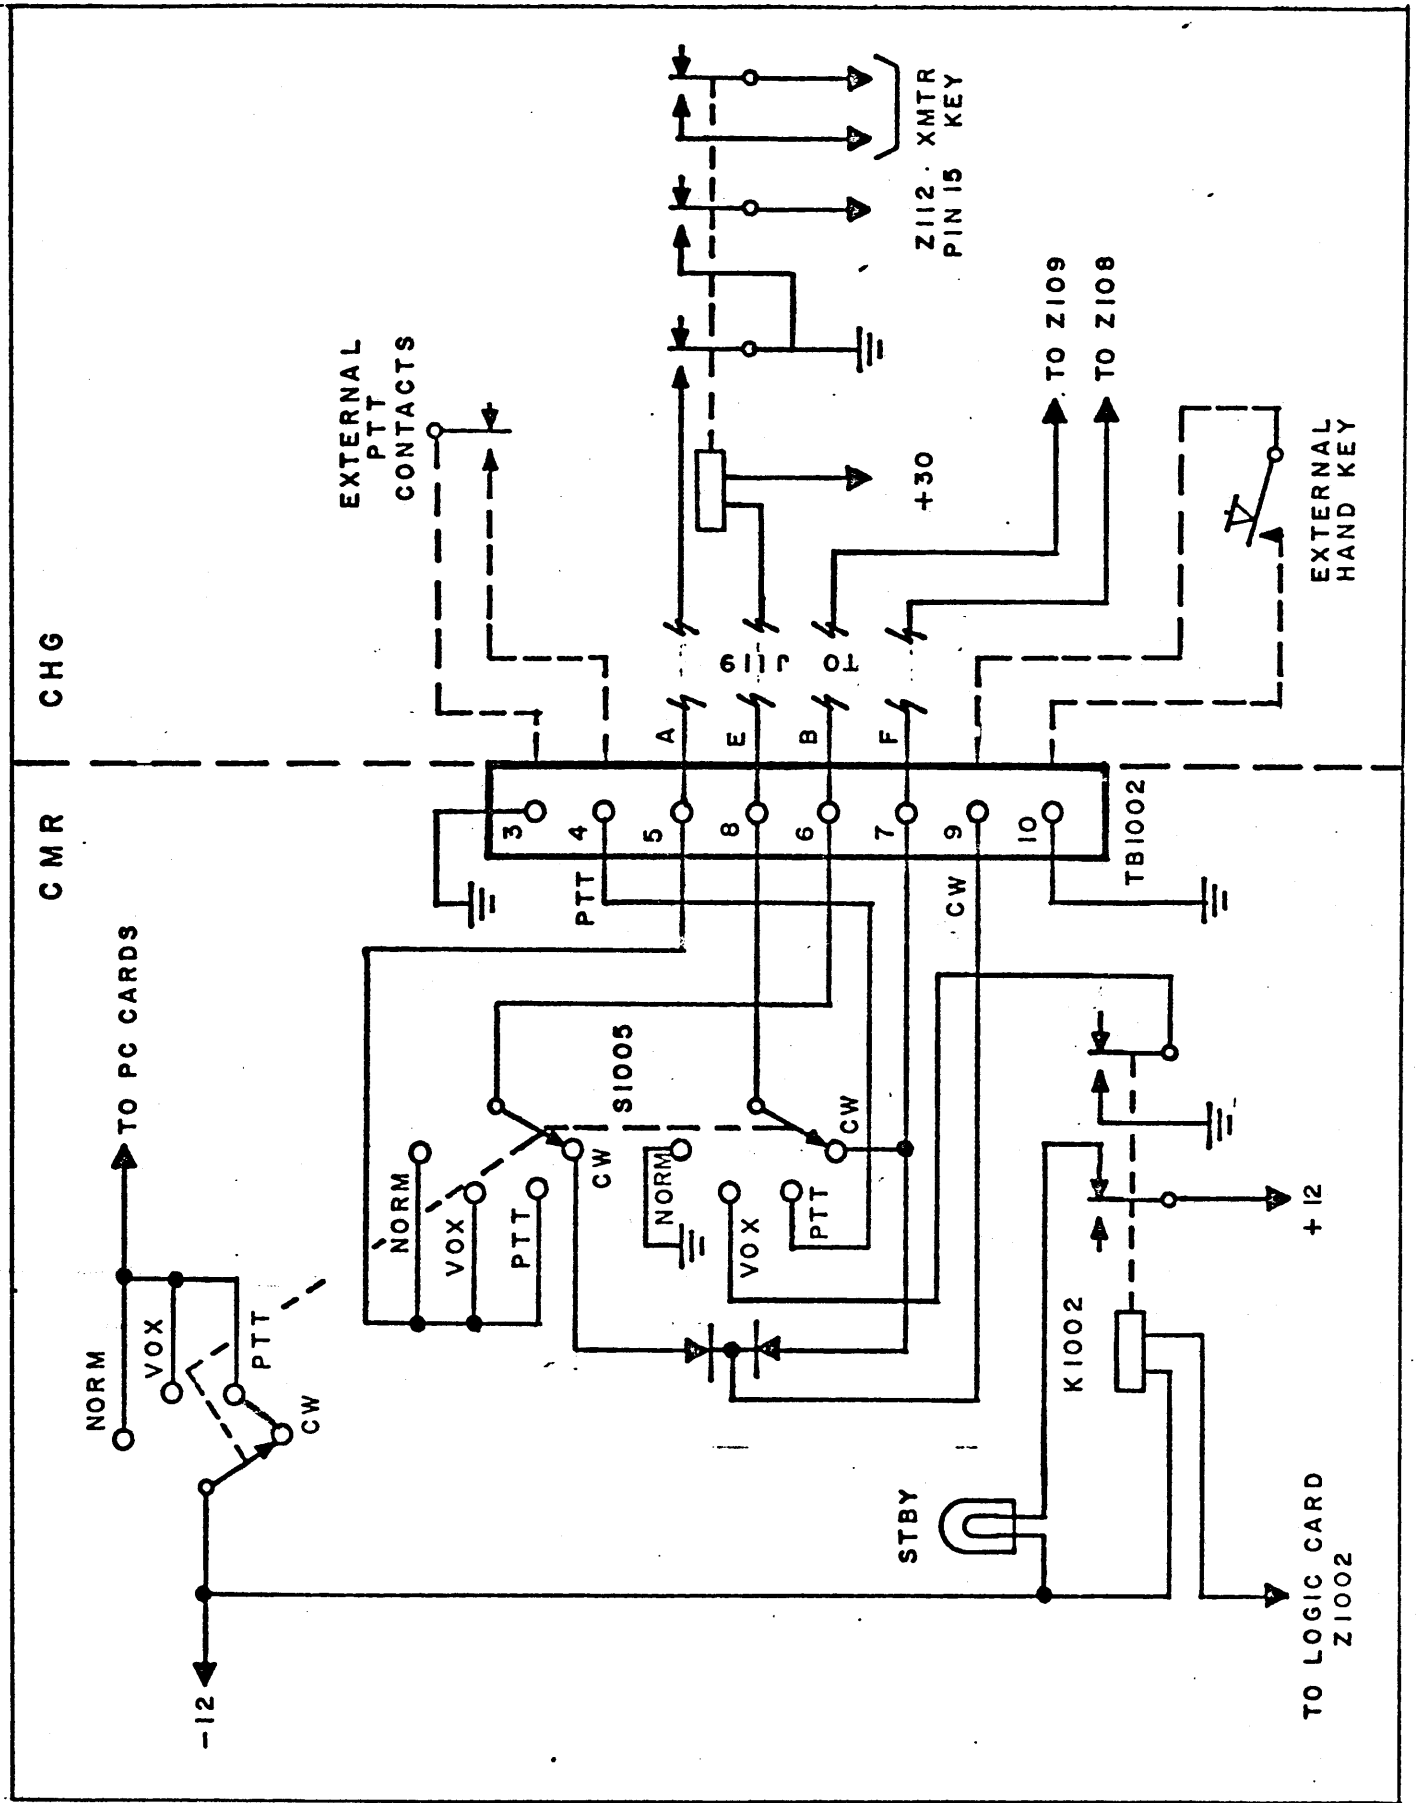 CMR
CHG
TO PC CARDS
NORM
VOX
PTT
CW
-12
EXTERNAL
PTT
CONTACTS
NORM
VOX
PTT
CW
S1005
NORM
VOX
PTT
CW
PTT
CW
3
4
5
8
6
7
9
10
TB1002
A
E
B
F
TO
J119
+30
Z112
PIN 15
XMTR
KEY
TO Z109
TO Z108
EXTERNAL
HAND KEY
STBY
K1002
+12
TO LOGIC CARD
Z1002